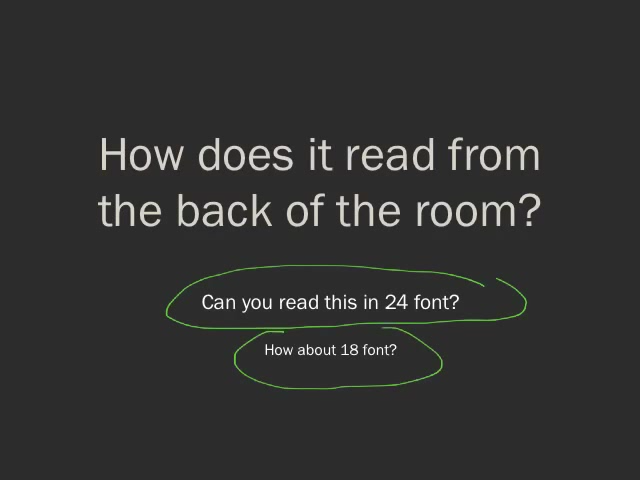 How does it read from
the back of the room?
Can you read this in 24 font?
How about 18 font?